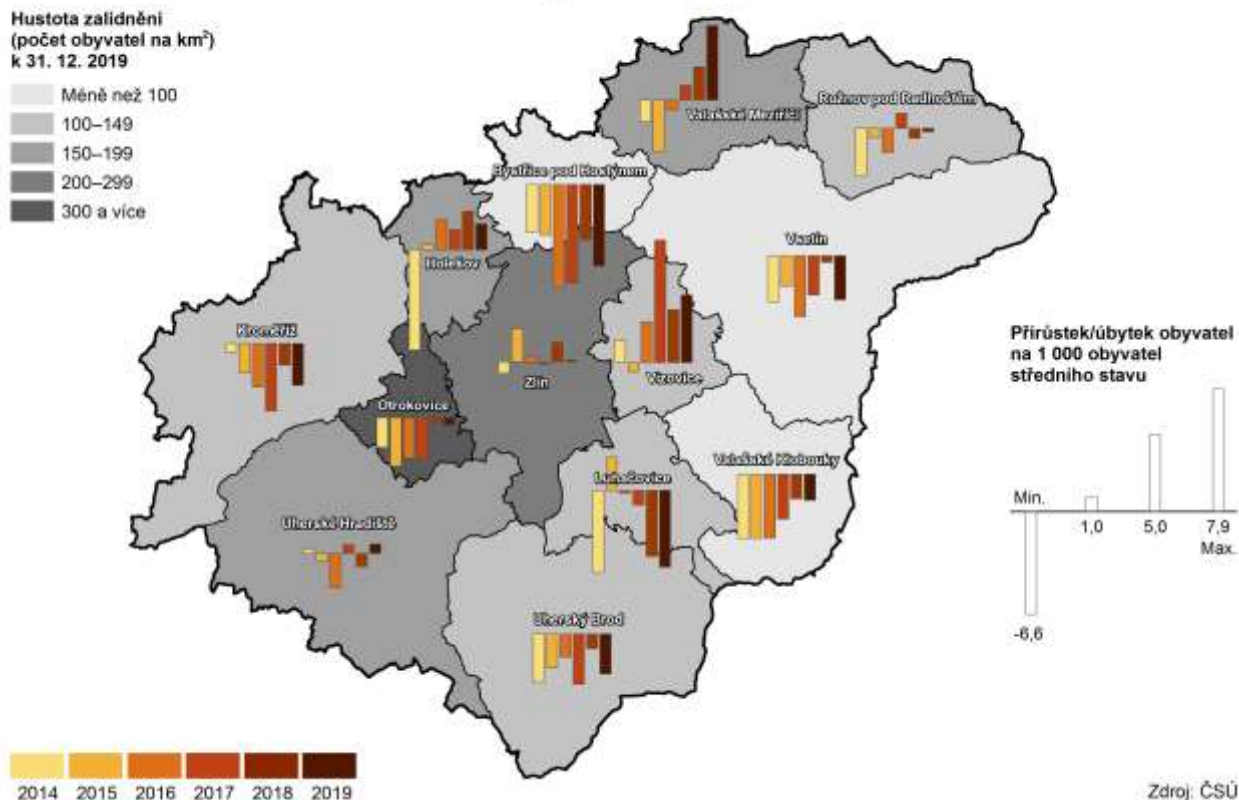 Hustota zalidnění
(počet obyvatel na km²)
k 31. 12. 2019
Méně než 100
100–149
150–199
200–299
300 a více
Valašské Meziříčí
Rožnov pod Radhoštěm
Bystřice pod Hostýnem
Holešov
Vsetín
Kroměříž
Zlín
Vizovice
Otrokovice
Luhačovice
Valašské Klobouky
Uherské Hradiště
Uherský Brod
Přírůstek/úbytek obyvatel
na 1 000 obyvatel
středního stavu
Min.
1,0
5,0
7,9
Max.
-6,6
2014
2015
2016
2017
2018
2019
Zdroj: ČSÚ